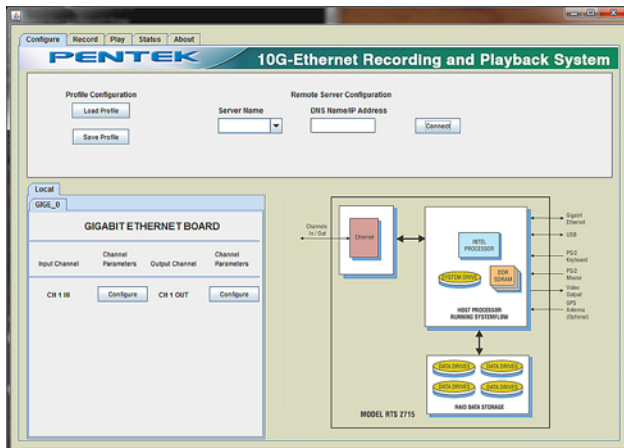 Configure Record Play Status About
PENTEK 10G-Ethernet Recording and Playback System
Profile Configuration
Load Profile
Save Profile
Remote Server Configuration
Server Name DNS Name/IP Address
Connect
Local
GIGE_0
GIGABIT ETHERNET BOARD
Input Channel Channel Parameters Output Channel Channel Parameters
CH 1 IN Configure CH 1 OUT Configure
Channels
In / Out
Ethernet
INTEL
PROCESSOR
SYSTEM DRIVE
DDR
SDRAM
HOST PROCESSOR
RUNNING SYSTEMFLOW
Gigabit
Ethernet
USB
PS/2
Keyboard
PS/2
Mouse
Video
Output
GPS
Antenna
(Optional)
DATA DRIVES DATA DRIVES
DATA DRIVES DATA DRIVES
RAID DATA STORAGE
MODEL RTS 2715